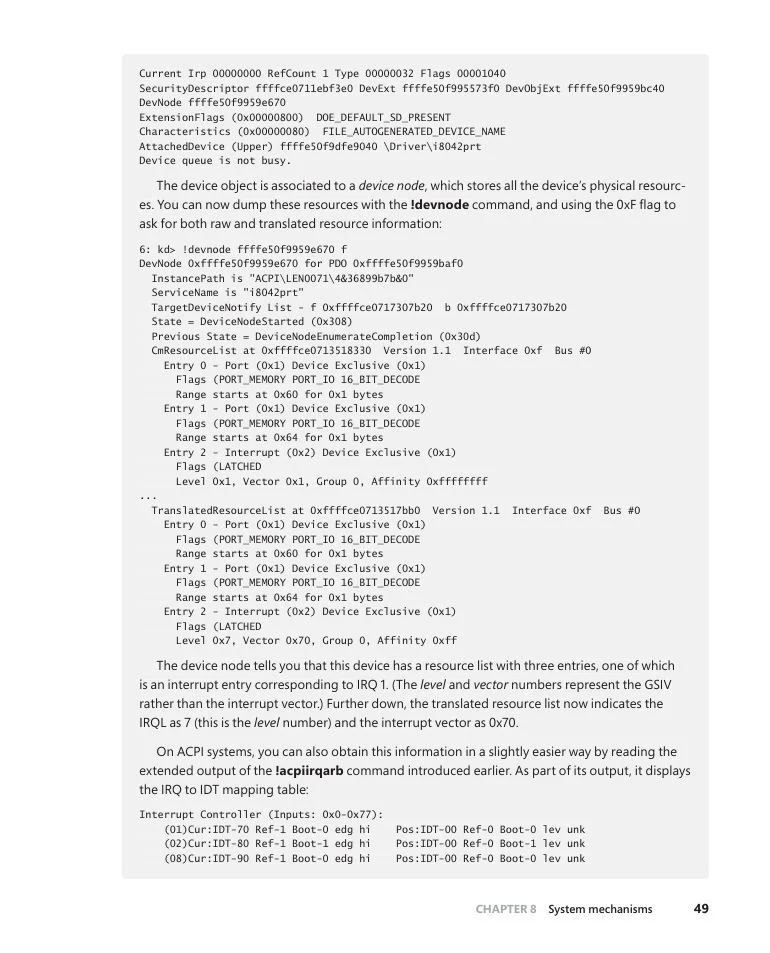 Current Irp 00000000 RefCount 1 Type 00000032 Flags 00001040
SecurityDescriptor ffffce0711ebf3e0 DevExt ffffe50f995573f0 DevObjExt ffffe50f9959bc40
DevNode ffffe50f9959e670
ExtensionFlags (0x00000800)  DOE_DEFAULT_SD_PRESENT
Characteristics (0x00000080)  FILE_AUTOGENERATED_DEVICE_NAME
AttachedDevice (Upper) ffffe50f9dfe9040 \Driver\i8042prt
Device queue is not busy.
The device object is associated to a device node, which stores all the device's physical resourc-
es. You can now dump these resources with the !devnode command, and using the 0xF flag to
ask for both raw and translated resource information:
6: kd> !devnode ffffe50f9959e670 f
DevNode 0xffffe50f9959e670 for PDO 0xffffe50f9959baf0
  InstancePath is "ACPI\LEN0071\4&36899b7b&0"
  ServiceName is "i8042prt"
  TargetDeviceNotify List - f 0xffffce0717307b20  b 0xffffce0717307b20
  State = DeviceNodeStarted (0x308)
  Previous State = DeviceNodeEnumerateCompletion (0x30d)
  CmResourceList at 0xffffce0713518330  Version 1.1  Interface 0xf  Bus #0
    Entry 0 - Port (0x1) Device Exclusive (0x1)
      Flags (PORT_MEMORY PORT_IO 16_BIT_DECODE
      Range starts at 0x60 for 0x1 bytes
    Entry 1 - Port (0x1) Device Exclusive (0x1)
      Flags (PORT_MEMORY PORT_IO 16_BIT_DECODE
      Range starts at 0x64 for 0x1 bytes
    Entry 2 - Interrupt (0x2) Device Exclusive (0x1)
      Flags (LATCHED
      Level 0x1, Vector 0x1, Group 0, Affinity 0xffffffff
...
  TranslatedResourceList at 0xffffce0713517bb0  Version 1.1  Interface 0xf  Bus #0
    Entry 0 - Port (0x1) Device Exclusive (0x1)
      Flags (PORT_MEMORY PORT_IO 16_BIT_DECODE
      Range starts at 0x60 for 0x1 bytes
    Entry 1 - Port (0x1) Device Exclusive (0x1)
      Flags (PORT_MEMORY PORT_IO 16_BIT_DECODE
      Range starts at 0x64 for 0x1 bytes
    Entry 2 - Interrupt (0x2) Device Exclusive (0x1)
      Flags (LATCHED
      Level 0x7, Vector 0x70, Group 0, Affinity 0xff
The device node tells you that this device has a resource list with three entries, one of which
is an interrupt entry corresponding to IRQ 1. (The level and vector numbers represent the GSIV
rather than the interrupt vector.) Further down, the translated resource list now indicates the
IRQL as 7 (this is the level number) and the interrupt vector as 0x70.
On ACPI systems, you can also obtain this information in a slightly easier way by reading the
extended output of the !acpiirqarb command introduced earlier. As part of its output, it displays
the IRQ to IDT mapping table:
Interrupt Controller (Inputs: 0x0-0x77):
    (01)Cur:IDT-70 Ref-1 Boot-0 edg hi    Pos:IDT-00 Ref-0 Boot-0 lev unk
    (02)Cur:IDT-80 Ref-1 Boot-1 edg hi    Pos:IDT-00 Ref-0 Boot-1 lev unk
    (08)Cur:IDT-90 Ref-1 Boot-0 edg hi    Pos:IDT-00 Ref-0 Boot-0 lev unk
CHAPTER 8 System mechanisms 49